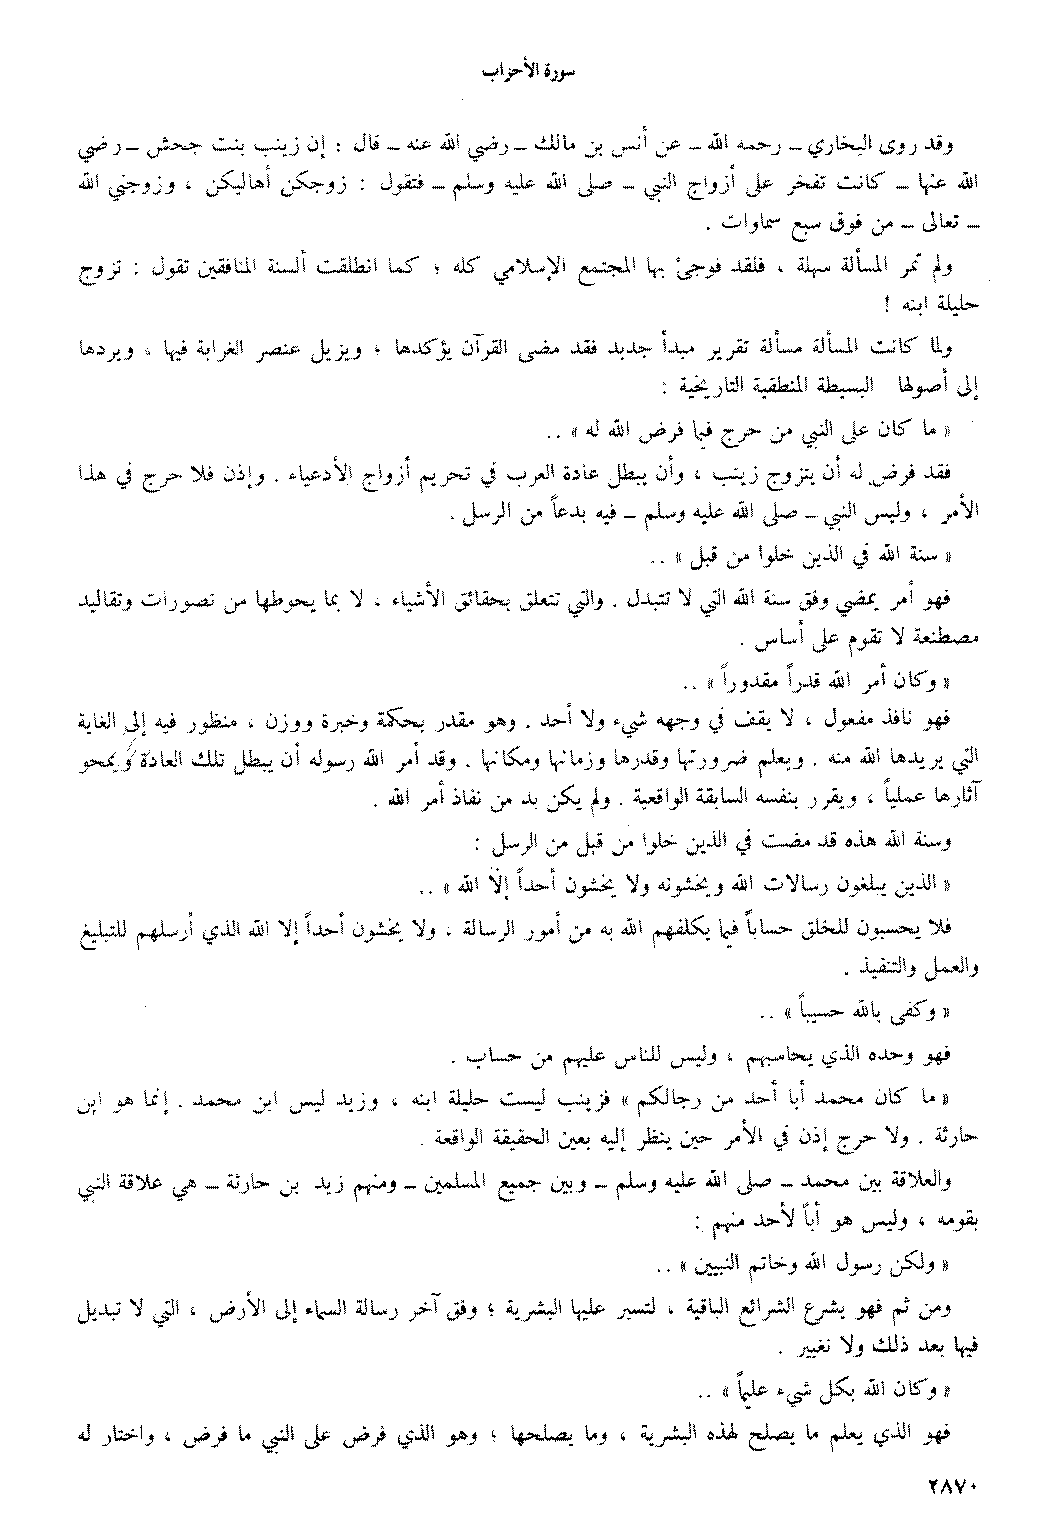 سورة الأحزاب
وقد روى البخاري ـ رحمه الله ـ عن أنس بن مالك ـ رضي الله عنه ـ قال : إن زينب بنت جحش ـ رضي
الله عنها ـ كانت تفخر على أزواج النبي ـ صلى الله عليه وسلم ـ فتقول : زوجكن أهاليكن ، وزوجني الله
ـ تعالى ـ من فوق سبع سماوات .
ولم تمر المسألة سهلة ، فلقد فوجئ بها المجتمع الإسلامي كله ؛ كما انطلقت ألسنة المنافقين تقول : تزوج
حليلة ابنه !
ولما كانت المسألة مسألة تقرير مبدأ جديد فقد مضى القرآن يؤكدها ؛ ويزيل عنصر الغرابة فيها ، ويردها
إلى أصولها البسيطة المنطقية التاريخية :
« ما كان على النبي من حرج فيما فرض الله له » ..
فقد فرض له أن يتزوج زينب ، وأن يبطل عادة العرب في تحريم أزواج الأدعياء . وإذن فلا حرج في هذا
الأمر ، وليس النبي ـ صلى الله عليه وسلم ـ فيه بدعاً من الرسل .
« سنة الله في الذين خلوا من قبل » ..
فهو أمر يمضي وفق سنة الله التي لا تتبدل . والتي تتعلق بحقائق الأشياء ، لا بما يحوطها من تصورات وتقاليد
مصطنعة لا تقوم على أساس .
« وكان أمر الله قدراً مقدوراً » ..
فهو نافذ مفعول ، لا يقف في وجهه شيء ولا أحد . وهو مقدر بحكمة وخبرة ووزن ، منظور فيه إلى الغاية
التي يريدها الله منه . ويعلم ضرورتها وقدرها وزمانها ومكانها . وقد أمر الله رسوله أن يبطل تلك العادة ويمحو
آثارها عملياً ، ويقرر بنفسه السابقة الواقعية . ولم يكن بد من نفاذ أمر الله .
وسنة الله هذه قد مضت في الذين خلوا من قبل من الرسل :
« الذين يبلغون رسالات الله ويخشونه ولا يخشون أحداً إلا الله » ..
فلا يحسبون للخلق حساباً فيما يكلفهم الله به من أمور الرسالة ، ولا يخشون أحداً إلا الله الذي أرسلهم للتبليغ
والعمل والتنفيذ .
« وكفى بالله حسيباً » ..
فهو وحده الذي يحاسبهم ، وليس للناس عليهم من حساب .
« ما كان محمد أبا أحد من رجالكم » فزينب ليست حليلة ابنه ، وزيد ليس ابن محمد . إنما هو ابن
حارثة . ولا حرج إذن في الأمر حين ينظر إليه بعين الحقيقة الواقعة .
والعلاقة بين محمد ـ صلى الله عليه وسلم ـ وبين جميع المسلمين ـ ومنهم زيد بن حارثة ـ هي علاقة النبي
بقومه ، وليس هو أباً لأحد منهم :
« ولكن رسول الله وخاتم النبيين » ..
ومن ثم فهو يشرع الشرائع الباقية ، لتسير عليها البشرية ؛ وفق آخر رسالة السماء إلى الأرض ، التي لا تبديل
فيها بعد ذلك ولا تغيير .
« وكان الله بكل شيء عليماً » ..
فهو الذي يعلم ما يصلح لهذه البشرية ، وما يصلحها ؛ وهو الذي فرض على النبي ما فرض ، واختار له
٢٨٧٠